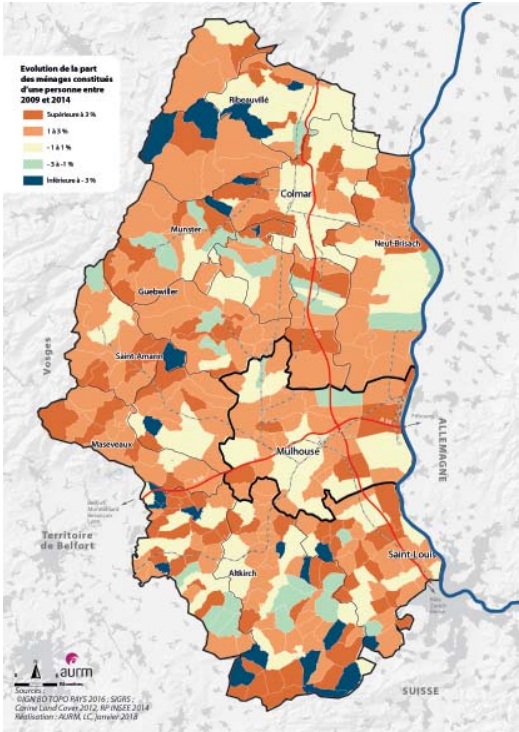 Evolution de la part
des ménages constitués
d'une personne entre
2009 et 2014
Supérieure à 3 %
1 à 3 %
- 1 à 1 %
- 3 à -1 %
Inférieure à - 3 %
Ribeauvillé
Colmar
Munster
Neuf-Brisach
Guebwiller
Vosges
Saint-Amarin
Masevaux
Mulhouse
ALLEMAGNE
Territoire
de Belfort
Saint-Louis
Altkirch
SUISSE
aurm
Sources :
©IGN BD TOPO PAYS 2016 ; SIGRS ;
Corine Land Cover 2012, RP INSEE 2014
Réalisation : AURM, LC, Janvier 2018